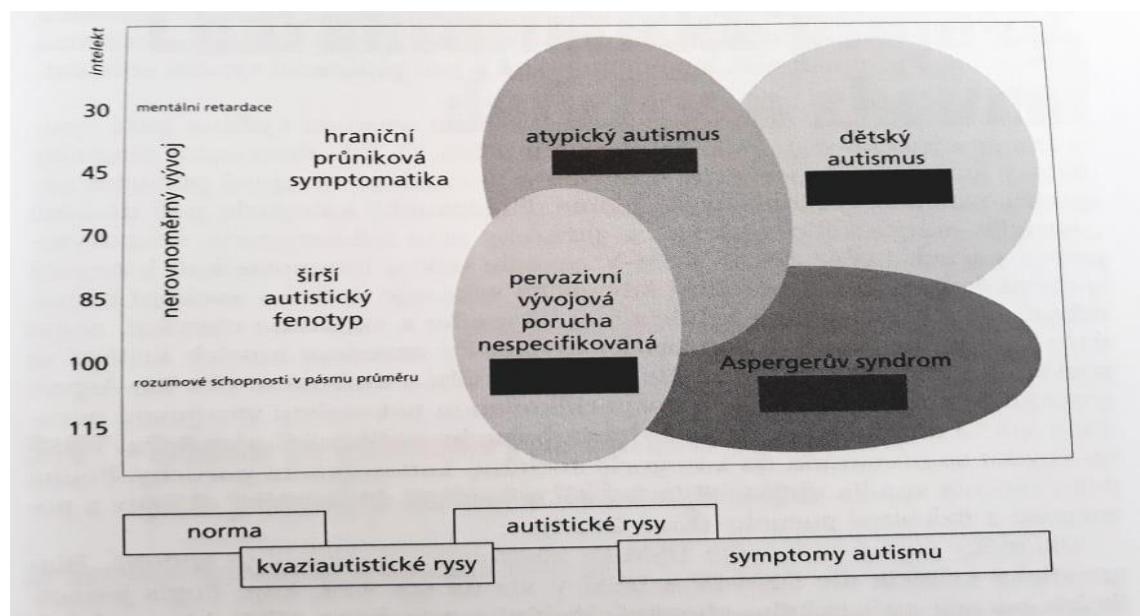 intelekt
30
45
70
85
100
115
nerovnoměrný vývoj
mentální retardace
hraniční
průniková
symptomatika
atypický autismus
dětský
autismus
širší
autistický
fenotyp
pervazivní
vývojová
porucha
nespecifikovaná
Aspergerův syndrom
rozumové schopnosti v pásmu průměru
norma
kvaziautistické rysy
autistické rysy
symptomy autismu